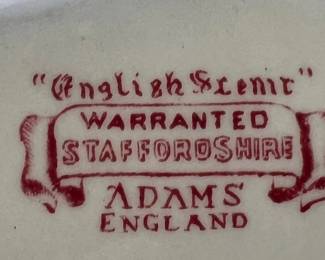 "English Scenic"
WARRANTED
STAFFORDSHIRE
ADAMS
ENGLAND